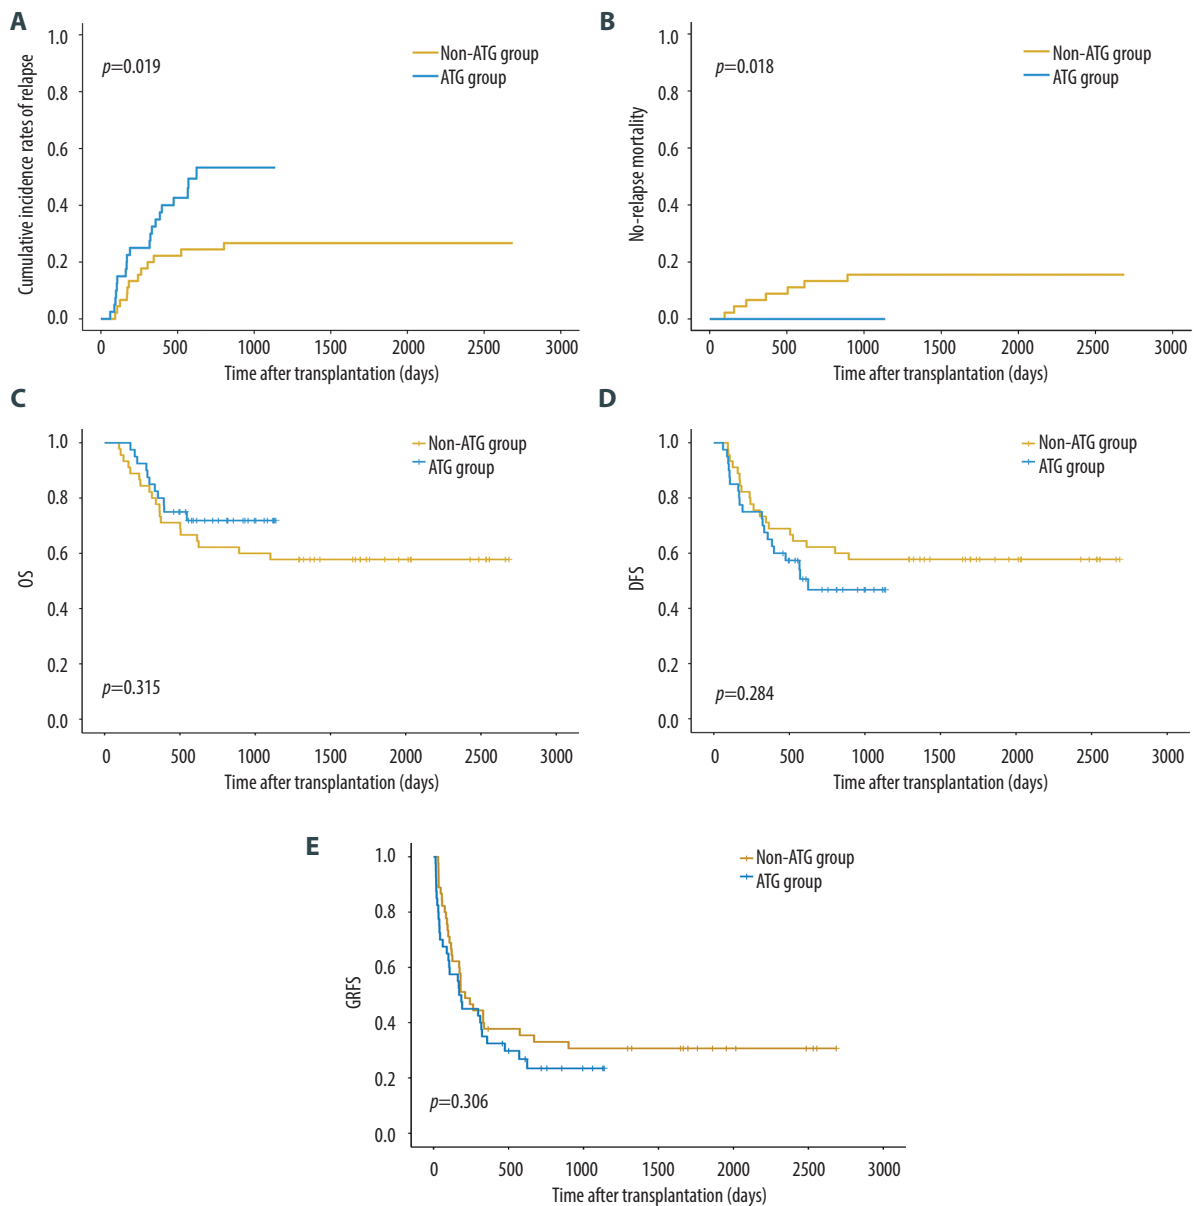 A
1.0
0.8
0.6
0.4
0.2
0.0
Cumulative incidence rates of relapse
p=0.019
Non-ATG group
ATG group
0 500 1000 1500 2000 2500 3000
Time after transplantation (days)
B
1.0
0.8
0.6
0.4
0.2
0.0
No-relapse mortality
p=0.018
Non-ATG group
ATG group
0 500 1000 1500 2000 2500 3000
Time after transplantation (days)
C
1.0
0.8
0.6
0.4
0.2
0.0
OS
Non-ATG group
ATG group
p=0.315
0 500 1000 1500 2000 2500 3000
Time after transplantation (days)
D
1.0
0.8
0.6
0.4
0.2
0.0
DFS
Non-ATG group
ATG group
p=0.284
0 500 1000 1500 2000 2500 3000
Time after transplantation (days)
E
1.0
0.8
0.6
0.4
0.2
0.0
GRFS
Non-ATG group
ATG group
p=0.306
0 500 1000 1500 2000 2500 3000
Time after transplantation (days)